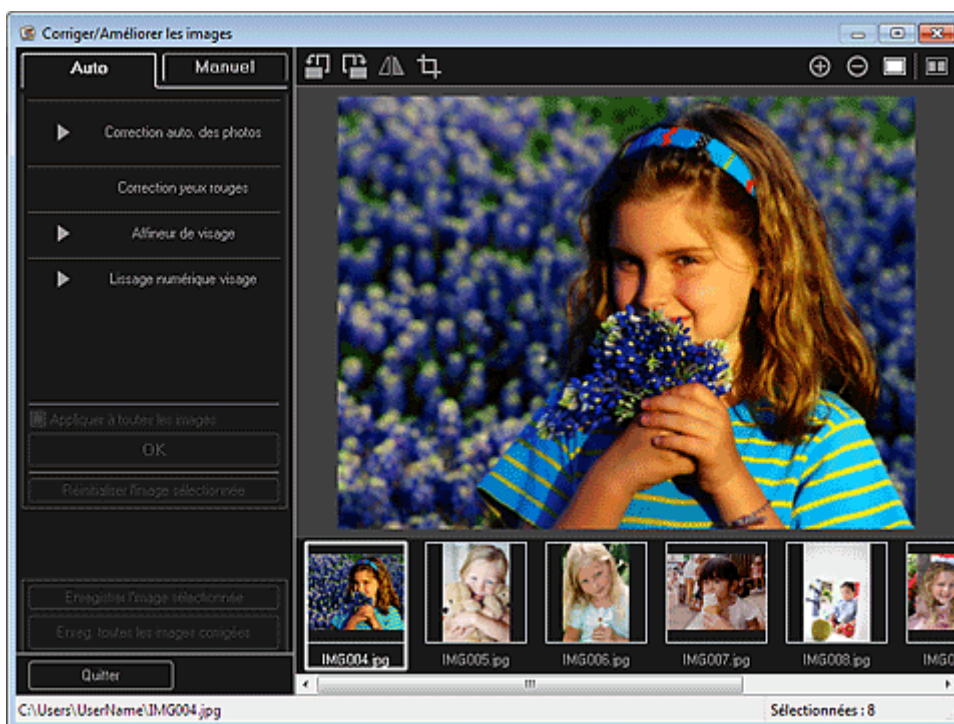 Corriger/Améliorer les images
Auto
Manuel
Correction auto. des photos
Correction yeux rouges
Affineur de visage
Lissage numérique visage
Appliquer à toutes les images
OK
Réinitialiser l'image sélectionnée
Enregistrer l'image sélectionnée
Enreg. toutes les images corrigées
Quitter
IMG004.jpg
IMG005.jpg
IMG006.jpg
IMG007.jpg
IMG008.jpg
IMG0
C:\Users\UserName\IMG004.jpg
Sélectionnées : 8